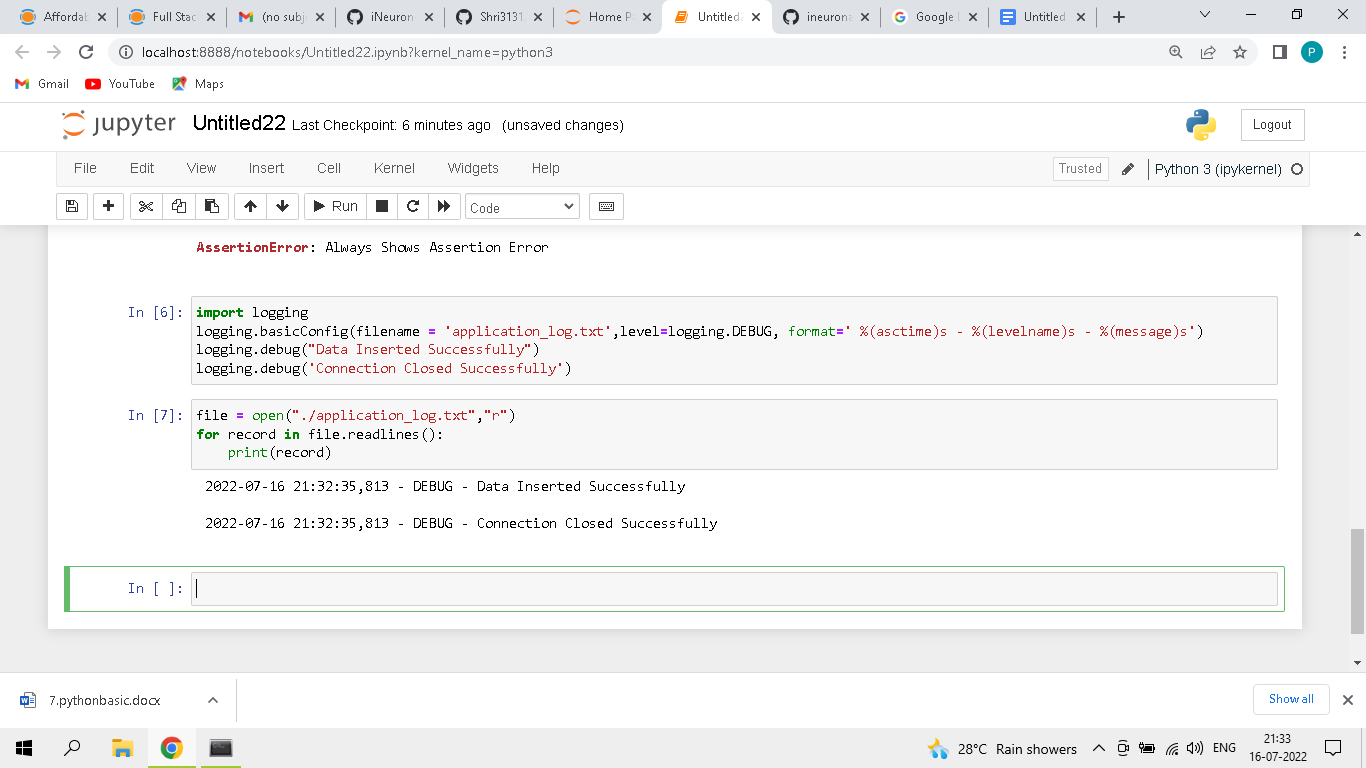 Affordab
Full Stac
(no subj
iNeuron
chn3131
Home P
Untitled
ineurona
Google L
Untitled
localhost:8888/notebooks/Untitled22.ipynb?kernel_name=python3
P
Gmail
YouTube
Maps
jupyter Untitled22 Last Checkpoint: 6 minutes ago (unsaved changes)
Logout
File Edit View Insert Cell Kernel Widgets Help
Trusted
Python 3 (ipykernel)
Run
Code
AssertionError: Always Shows Assertion Error
In [6]: import logging
logging.basicConfig(filename = 'application_log.txt',level=logging.DEBUG, format=' %(asctime)s - %(levelname)s - %(message)s')
logging.debug("Data Inserted Successfully")
logging.debug('Connection Closed Successfully')
In [7]: file = open("./application_log.txt","r")
for record in file.readlines():
    print(record)
2022-07-16 21:32:35,813 - DEBUG - Data Inserted Successfully
2022-07-16 21:32:35,813 - DEBUG - Connection Closed Successfully
In [ ]:
7.pythonbasic.docx
Show all
28°C Rain showers
ENG
21:33
16-07-2022